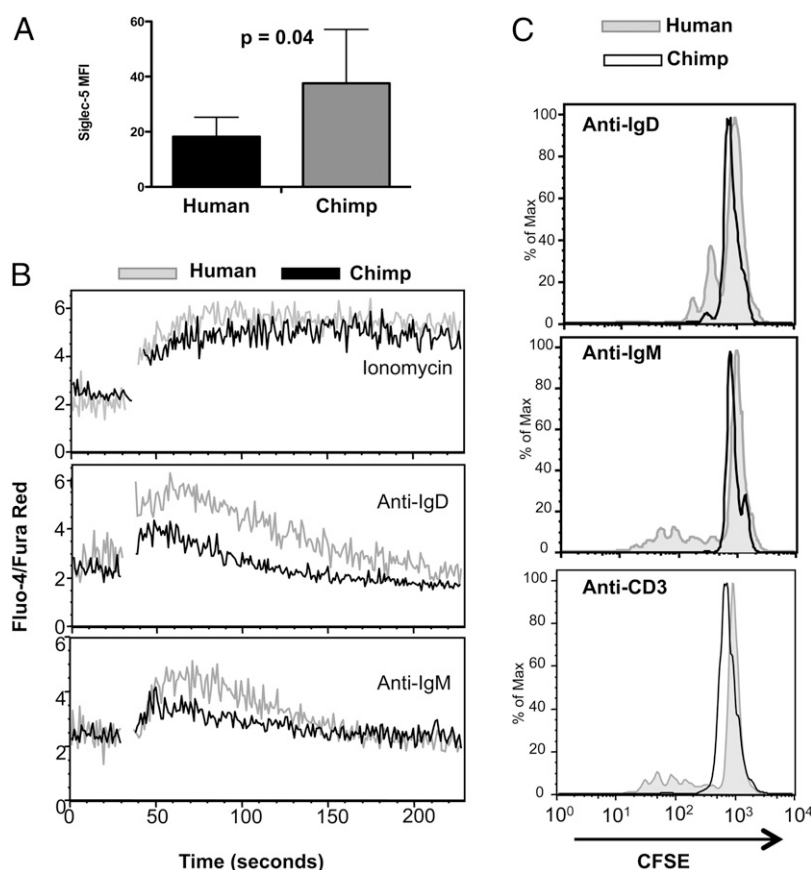 A
60
40
20
0
Siglec-5 MFI
p = 0.04
Human
Chimp
B
Human
Chimp
Fluo-4/Fura Red
6
4
2
0
Ionomycin
6
4
2
0
Anti-IgD
6
4
2
0
Anti-IgM
0 50 100 150 200
Time (seconds)
C
Human
Chimp
Anti-IgD
% of Max
100
80
60
40
20
0
Anti-IgM
% of Max
100
80
60
40
20
0
Anti-CD3
% of Max
100
80
60
40
20
0
10⁰ 10¹ 10² 10³ 10⁴
CFSE